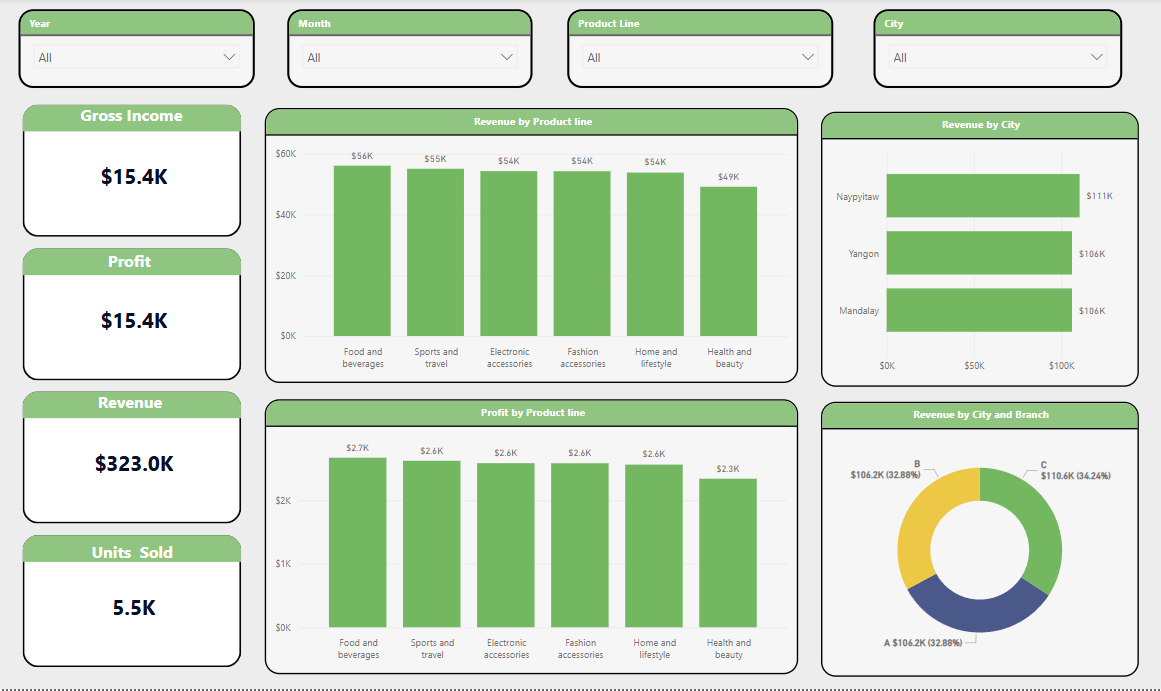 Year
All
Month
All
Product Line
All
City
All
Gross Income
$15.4K
Profit
$15.4K
Revenue
$323.0K
Units Sold
5.5K
Revenue by Product line
$60K
$40K
$20K
$0K
$56K
$55K
$54K
$54K
$54K
$49K
Food and
beverages
Sports and
travel
Electronic
accessories
Fashion
accessories
Home and
lifestyle
Health and
beauty
Revenue by City
Naypyitaw
$111K
Yangon
$106K
Mandalay
$106K
$0K
$50K
$100K
Profit by Product line
$2K
$1K
$0K
$2.7K
$2.6K
$2.6K
$2.6K
$2.6K
$2.3K
Food and
beverages
Sports and
travel
Electronic
accessories
Fashion
accessories
Home and
lifestyle
Health and
beauty
Revenue by City and Branch
B
$106.2K (32.88%)
C
$110.6K (34.24%)
A $106.2K (32.88%)